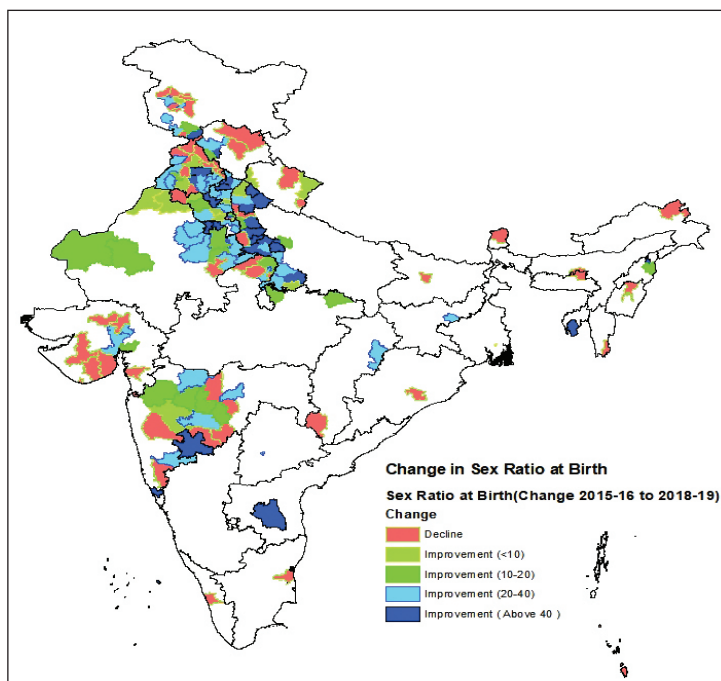 Change in Sex Ratio at Birth
Sex Ratio at Birth(Change 2015-16 to 2018-19)
Change
Decline
Improvement (<10)
Improvement (10-20)
Improvement (20-40)
Improvement (Above 40 )